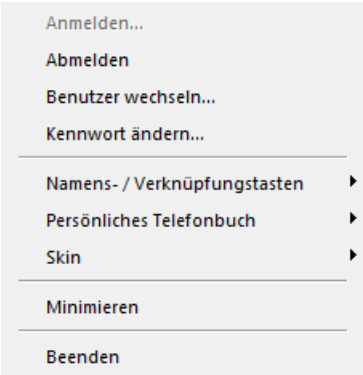 Anmelden...
Abmelden
Benutzer wechseln...
Kennwort ändern...
Namens- / Verknüpfungstasten
Persönliches Telefonbuch
Skin
Minimieren
Beenden